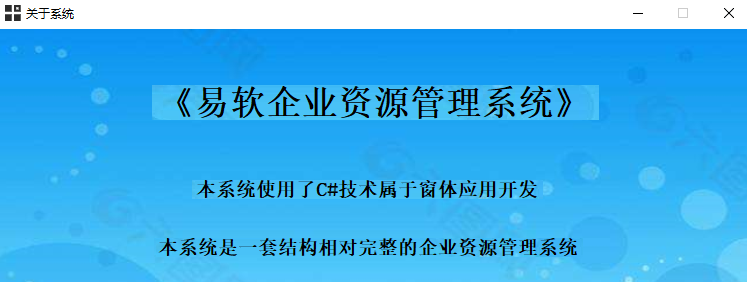 关于系统
《易软企业资源管理系统》
本系统使用了C#技术属于窗体应用开发
本系统是一套结构相对完整的企业资源管理系统